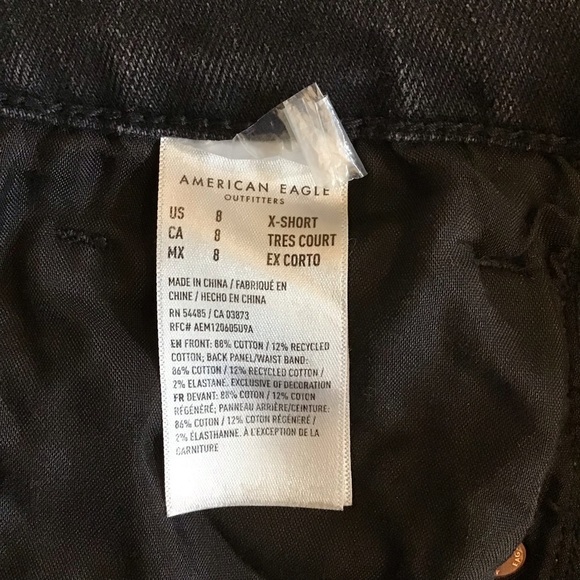 AMERICAN EAGLE
OUTFITTERS
US 8 X-SHORT
CA 8 TRES COURT
MX 8 EX CORTO
MADE IN CHINA / FABRIQUÉ EN
CHINE / HECHO EN CHINA
RN 54485 / CA 03873
RFC# AEM120605U9A
EN FRONT: 88% COTTON / 12% RECYCLED
COTTON; BACK PANEL/WAIST BAND:
86% COTTON / 12% RECYCLED COTTON /
2% ELASTANE. EXCLUSIVE OF DECORATION
FR DEVANT: 88% COTON / 12% COTON
RÉGÉNÉRÉ; PANNEAU ARRIÈRE/CEINTURE:
86% COTON / 12% COTON RÉGÉNÉRÉ /
2% ÉLASTHANNE. À L'EXCEPTION DE LA
GARNITURE